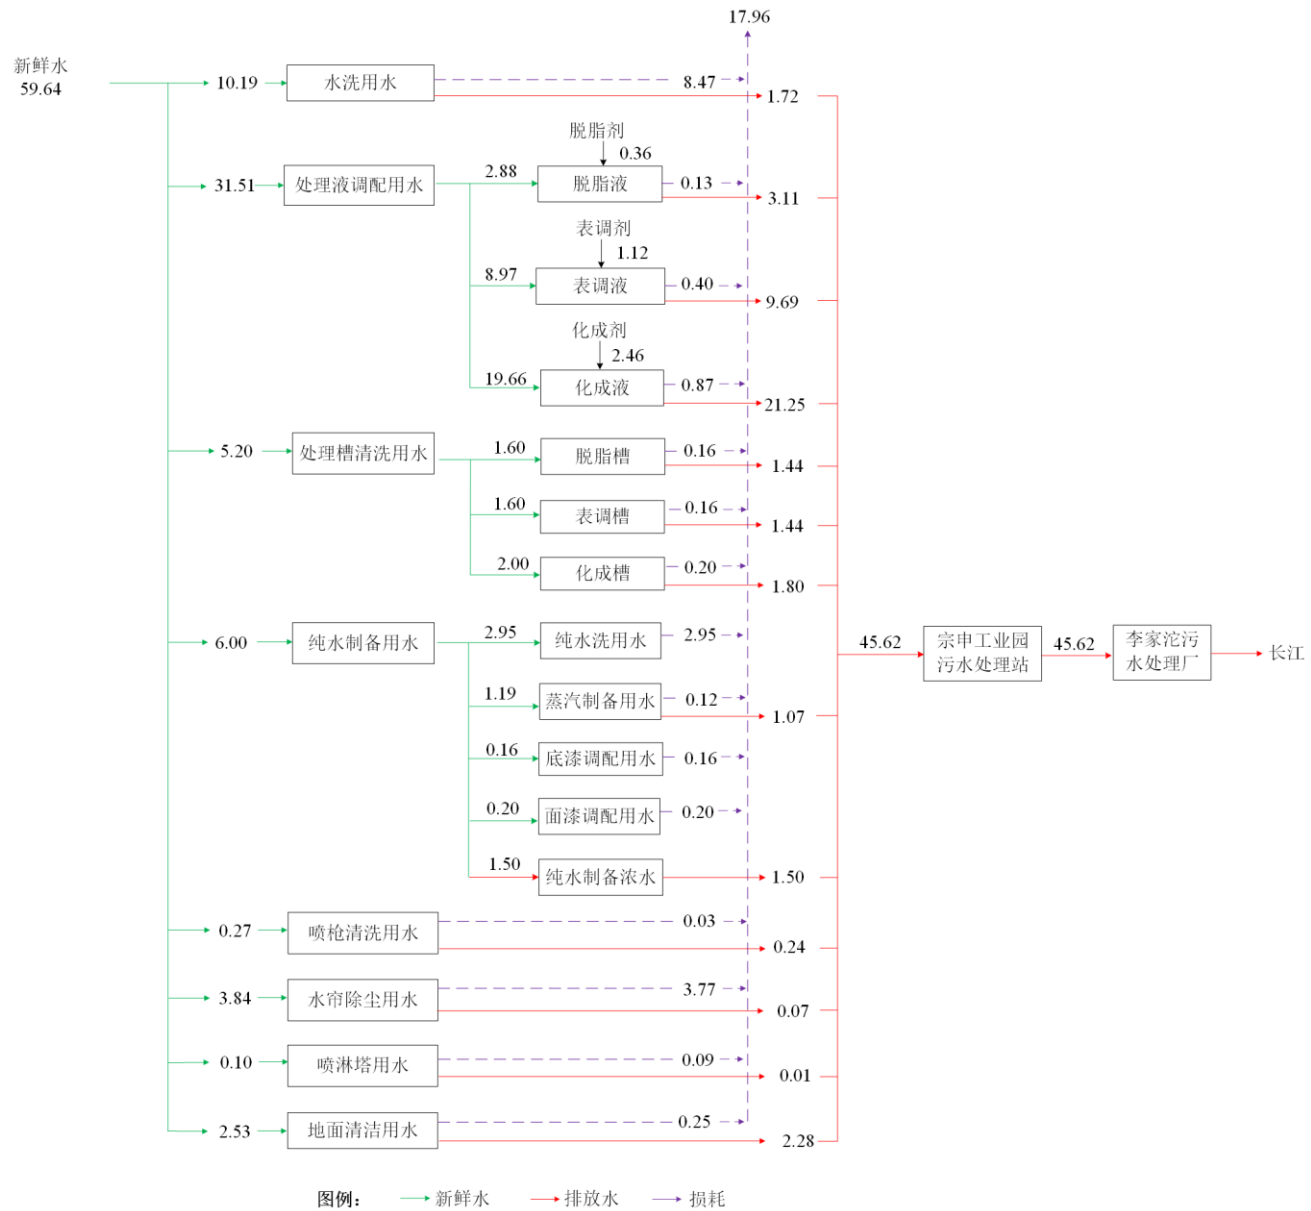 17.96
新鲜水
59.64
10.19
水洗用水
8.47
1.72
脱脂剂
0.36
31.51
处理液调配用水
2.88
脱脂液
0.13
3.11
表调剂
1.12
8.97
表调液
0.40
9.69
化成剂
2.46
19.66
化成液
0.87
21.25
5.20
处理槽清洗用水
1.60
脱脂槽
0.16
1.44
1.60
表调槽
0.16
1.44
2.00
化成槽
0.20
1.80
6.00
纯水制备用水
2.95
纯水洗用水
2.95
45.62
宗申工业园
污水处理站
45.62
李家沱污
水处理厂
长江
1.19
蒸汽制备用水
0.12
1.07
0.16
底漆调配用水
0.16
0.20
面漆调配用水
0.20
1.50
纯水制备浓水
1.50
0.27
喷枪清洗用水
0.03
0.24
3.84
水帘除尘用水
3.77
0.07
0.10
喷淋塔用水
0.09
0.01
2.53
地面清洁用水
0.25
2.28
图例： 新鲜水 排放水 损耗